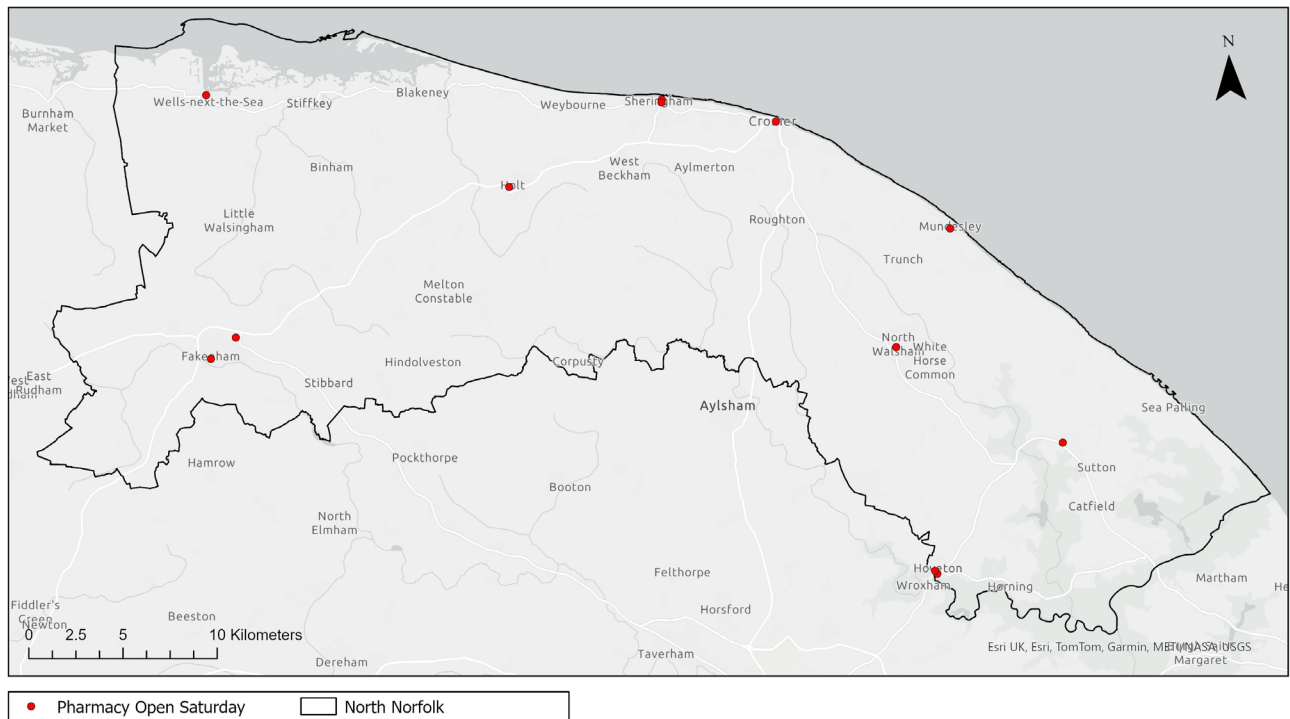 N
Wells-next-the-Sea
Stiffkey
Blakeney
Weybourne
Sheringham
Cromer
Burnham
Market
Binham
West
Beckham
Aylmerton
Holt
Little
Walsingham
Roughton
Mundesley
Trunch
Melton
Constable
North
Walsham
White
Horse
Common
Fakenham
Hindolveston
Corpusty
Stibbard
East
Rudham
Aylsham
Sea Palling
Hamrow
Pockthorpe
Sutton
Booton
Catfield
North
Elmham
Hoveton
Wroxham
Horning
Felthorpe
Martham
He
Fiddler's
Green
Newton
Beeston
Horsford
0 2.5 5 10 Kilometers
Dereham
Taverham
Esri UK, Esri, TomTom, Garmin, METI/NASA, USGS
Margaret
Pharmacy Open Saturday
North Norfolk